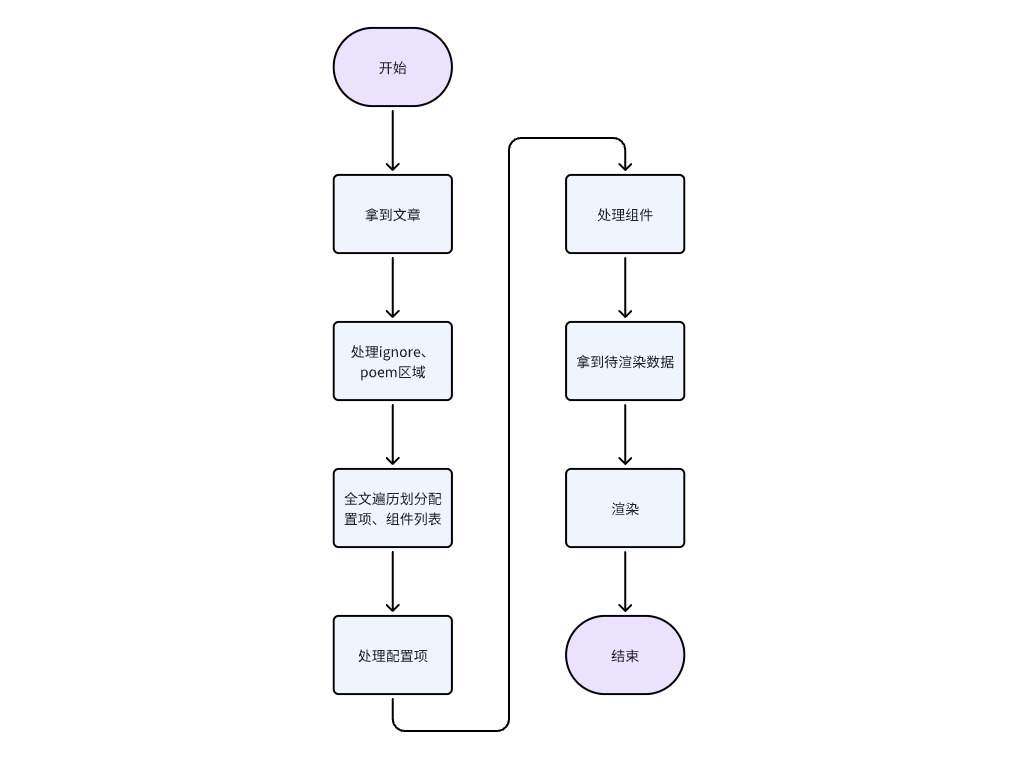 开始
拿到文章
处理ignore、
poem区域
全文遍历划分配
置项、组件列表
处理配置项
处理组件
拿到待渲染数据
渲染
结束